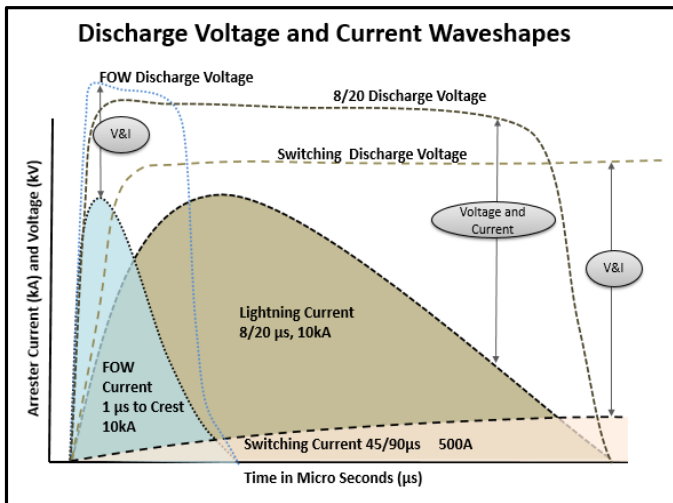 Discharge Voltage and Current Waveshapes
FOW Discharge Voltage
8/20 Discharge Voltage
V&I
Switching Discharge Voltage
Voltage and
Current
V&I
Arrester Current (kA) and Voltage (kV)
Lightning Current
8/20 µs, 10kA
FOW
Current
1 µs to Crest
10kA
Switching Current 45/90µs 500A
Time in Micro Seconds (µs)